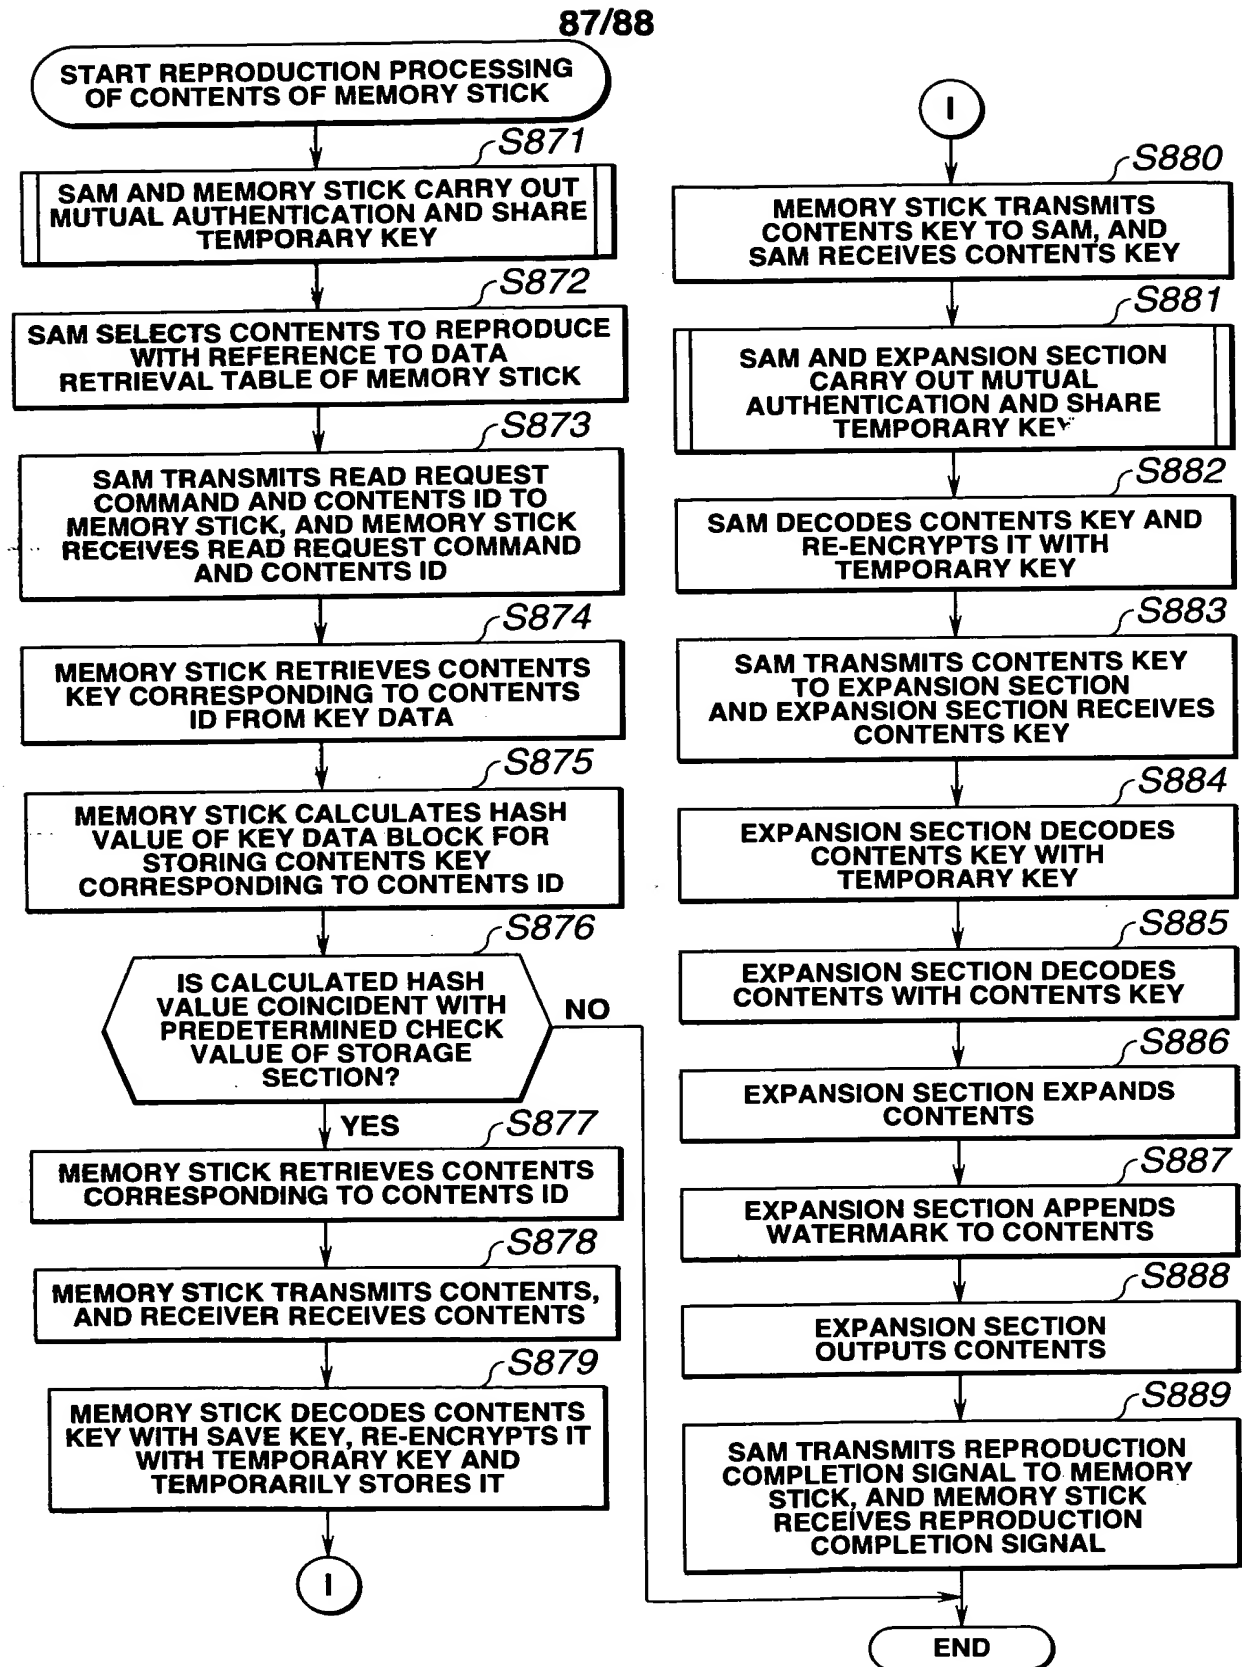 87/88
START REPRODUCTION PROCESSING
OF CONTENTS OF MEMORY STICK
S871
SAM AND MEMORY STICK CARRY OUT
MUTUAL AUTHENTICATION AND SHARE
TEMPORARY KEY
S872
SAM SELECTS CONTENTS TO REPRODUCE
WITH REFERENCE TO DATA
RETRIEVAL TABLE OF MEMORY STICK
S873
SAM TRANSMITS READ REQUEST
COMMAND AND CONTENTS ID TO
MEMORY STICK, AND MEMORY STICK
RECEIVES READ REQUEST COMMAND
AND CONTENTS ID
S874
MEMORY STICK RETRIEVES CONTENTS
KEY CORRESPONDING TO CONTENTS
ID FROM KEY DATA
S875
MEMORY STICK CALCULATES HASH
VALUE OF KEY DATA BLOCK FOR
STORING CONTENTS KEY
CORRESPONDING TO CONTENTS ID
S876
IS CALCULATED HASH
VALUE COINCIDENT WITH
PREDETERMINED CHECK
VALUE OF STORAGE
SECTION?
NO
YES
S877
MEMORY STICK RETRIEVES CONTENTS
CORRESPONDING TO CONTENTS ID
S878
MEMORY STICK TRANSMITS CONTENTS,
AND RECEIVER RECEIVES CONTENTS
S879
MEMORY STICK DECODES CONTENTS
KEY WITH SAVE KEY, RE-ENCRYPTS IT
WITH TEMPORARY KEY AND
TEMPORARILY STORES IT
I
I
S880
MEMORY STICK TRANSMITS
CONTENTS KEY TO SAM, AND
SAM RECEIVES CONTENTS KEY
S881
SAM AND EXPANSION SECTION
CARRY OUT MUTUAL
AUTHENTICATION AND SHARE
TEMPORARY KEY
S882
SAM DECODES CONTENTS KEY AND
RE-ENCRYPTS IT WITH
TEMPORARY KEY
S883
SAM TRANSMITS CONTENTS KEY
TO EXPANSION SECTION
AND EXPANSION SECTION RECEIVES
CONTENTS KEY
S884
EXPANSION SECTION DECODES
CONTENTS KEY WITH
TEMPORARY KEY
S885
EXPANSION SECTION DECODES
CONTENTS WITH CONTENTS KEY
S886
EXPANSION SECTION EXPANDS
CONTENTS
S887
EXPANSION SECTION APPENDS
WATERMARK TO CONTENTS
S888
EXPANSION SECTION
OUTPUTS CONTENTS
S889
SAM TRANSMITS REPRODUCTION
COMPLETION SIGNAL TO MEMORY
STICK, AND MEMORY STICK
RECEIVES REPRODUCTION
COMPLETION SIGNAL
END